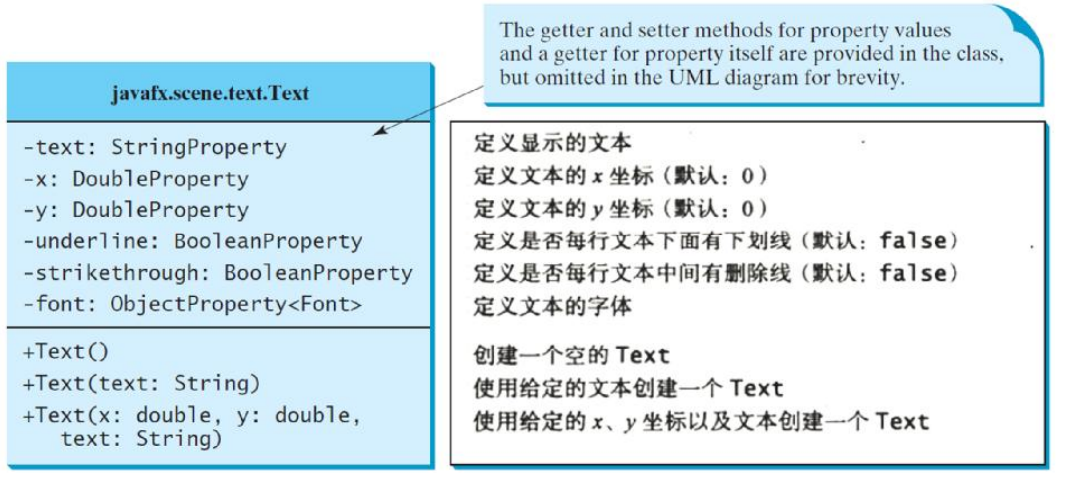 The getter and setter methods for property values
and a getter for property itself are provided in the class,
but omitted in the UML diagram for brevity.
javafx.scene.text.Text
-text: StringProperty
-x: DoubleProperty
-y: DoubleProperty
-underline: BooleanProperty
-strikethrough: BooleanProperty
-font: ObjectProperty<Font>
+Text()
+Text(text: String)
+Text(x: double, y: double,
text: String)
定义显示的文本
定义文本的 x 坐标（默认：0）
定义文本的 y 坐标（默认：0）
定义是否每行文本下面有下划线（默认：false）
定义是否每行文本中间有删除线（默认：false）
定义文本的字体
创建一个空的 Text
使用给定的文本创建一个 Text
使用给定的 x、y 坐标以及文本创建一个 Text